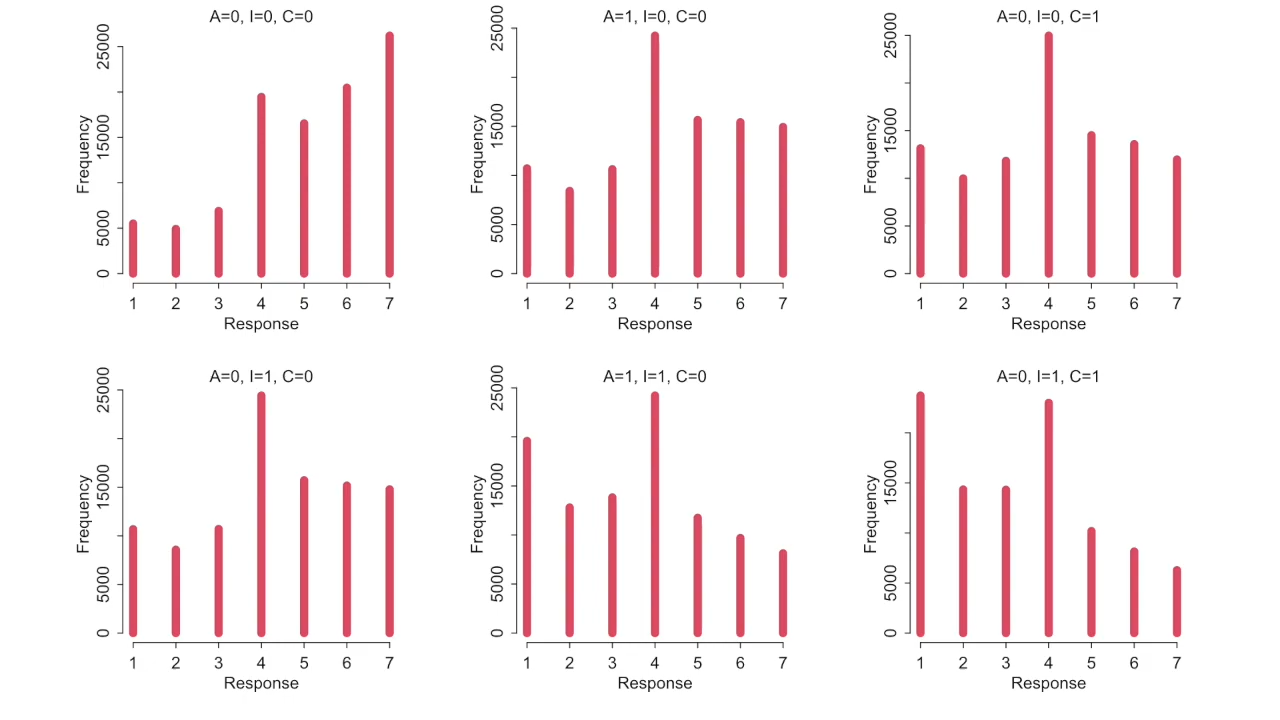 A=0, I=0, C=0
Frequency
0 5000 15000 25000
1 2 3 4 5 6 7
Response
A=1, I=0, C=0
Frequency
0 5000 15000 25000
1 2 3 4 5 6 7
Response
A=0, I=0, C=1
Frequency
0 5000 15000 25000
1 2 3 4 5 6 7
Response
A=0, I=1, C=0
Frequency
0 5000 15000 25000
1 2 3 4 5 6 7
Response
A=1, I=1, C=0
Frequency
0 5000 15000 25000
1 2 3 4 5 6 7
Response
A=0, I=1, C=1
Frequency
0 5000 15000
1 2 3 4 5 6 7
Response